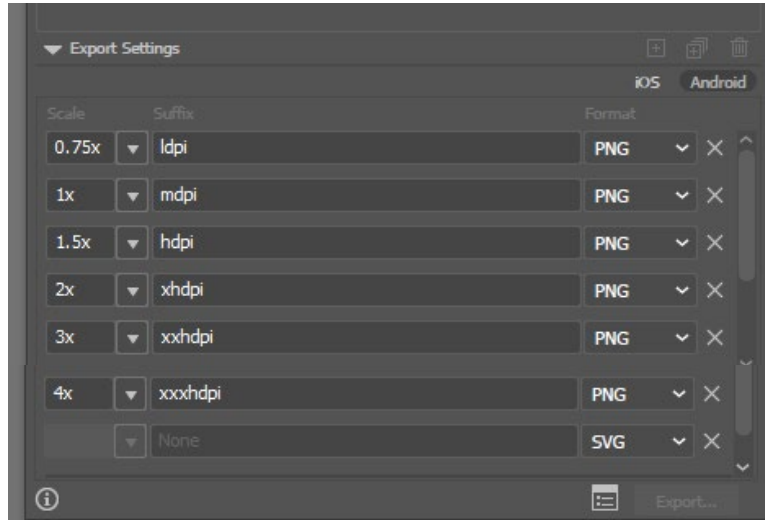 Export Settings
iOS Android
Scale Suffix Format
0.75x ldpi PNG
1x mdpi PNG
1.5x hdpi PNG
2x xhdpi PNG
3x xxhdpi PNG
4x xxxhdpi PNG
None SVG
Export...